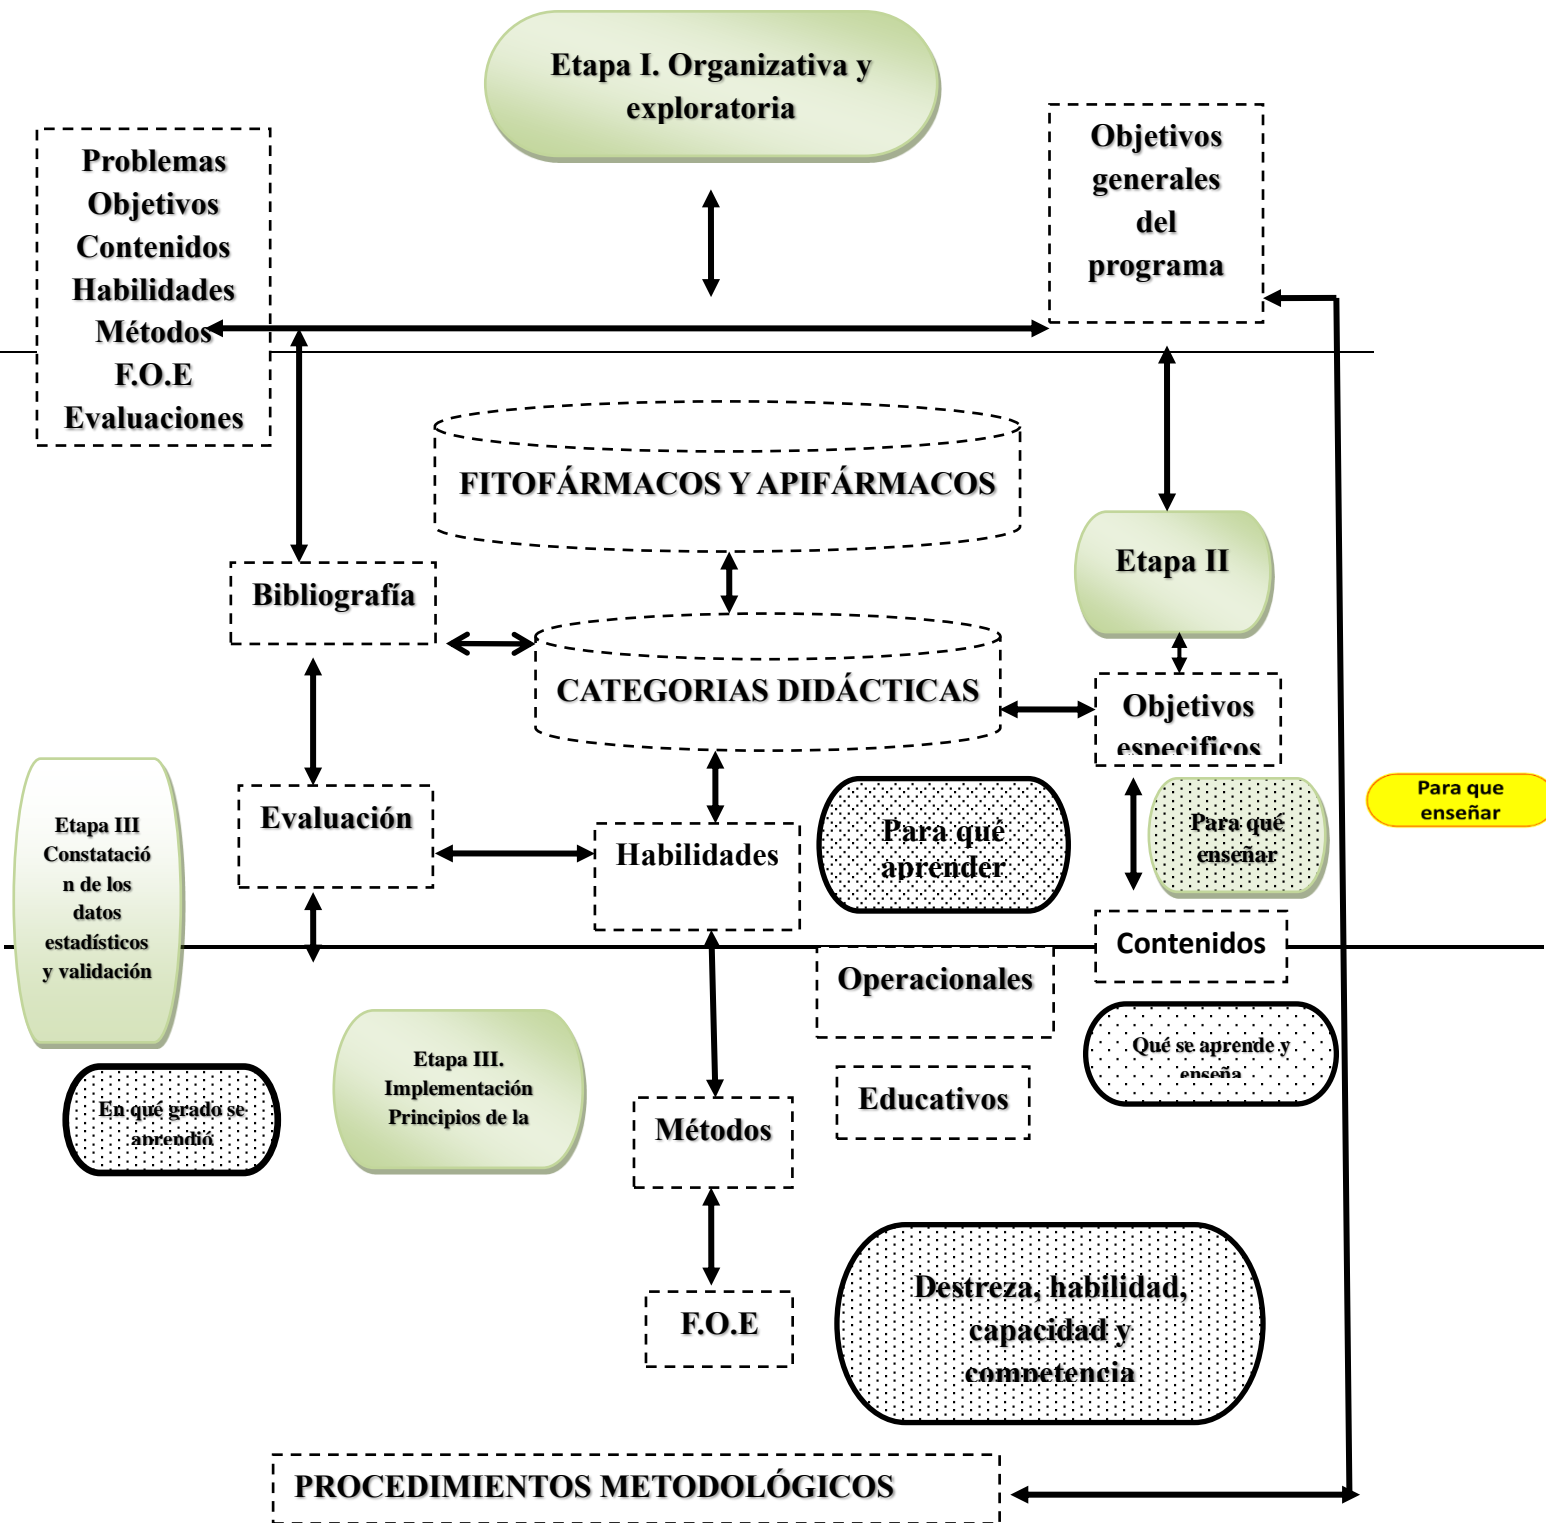 Etapa I. Organizativa y
exploratoria
Objetivos
generales
del
programa
Problemas
Objetivos
Contenidos
Habilidades
Métodos
F.O.E
Evaluaciones
FITOFÁRMACOS Y APIFÁRMACOS
Etapa II
Bibliografía
CATEGORIAS DIDÁCTICAS
Objetivos
especificos
Etapa III
Constatació
n de los
datos
estadísticos
y validación
Evaluación
Habilidades
Para qué
aprender
Para qué
enseñar
Para que
enseñar
Contenidos
Operacionales
Qué se aprende y
enseña
Etapa III.
Implementación
Principios de la
En qué grado se
aprendió
Educativos
Métodos
F.O.E
Destreza, habilidad,
capacidad y
competencia
PROCEDIMIENTOS METODOLÓGICOS